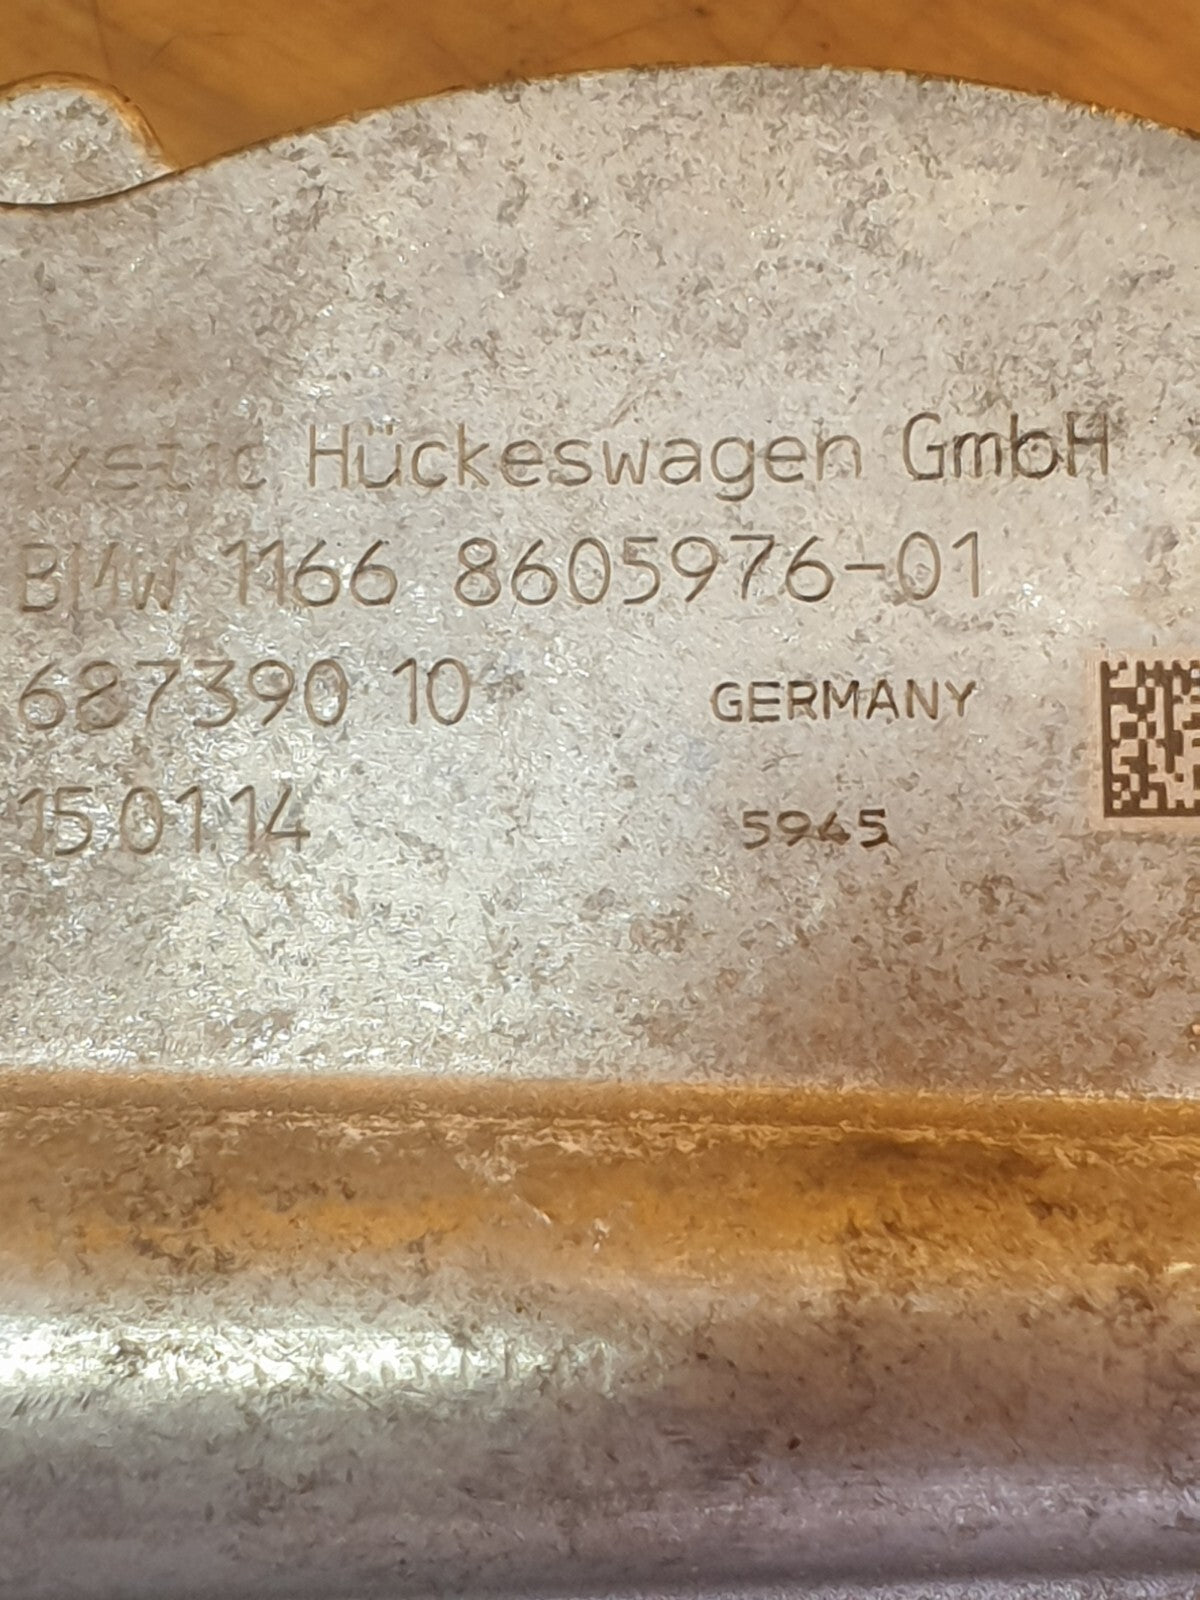 Hückeswagen GmbH
BMW 1166 8605976-01
687390 10 GERMANY
15.01.14 5945